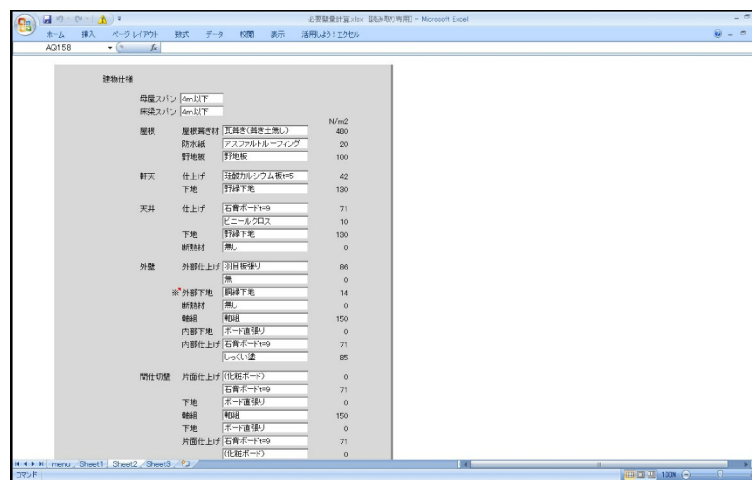 必要壁量計算.xlsx [読み取り専用] - Microsoft Excel
ホーム 挿入 ページ レイアウト 数式 データ 校閲 表示 活用しよう!エクセル
AQ158 fx
建物仕様
母屋スパン 4m以下
床梁スパン 4m以下
N/m2
屋根 屋根葺き材 瓦葺き(葺き土無し) 480
防水紙 アスファルトルーフィング 20
野地板 野地板 100
軒天 仕上げ 珪酸カルシウム板t=5 42
下地 野縁下地 130
天井 仕上げ 石膏ボードt=9 71
ビニールクロス 10
下地 野縁下地 130
断熱材 無し 0
外壁 外部仕上げ 羽目板張り 86
無 0
※外部下地 胴縁下地 14
断熱材 無し 0
軸組 軸組 150
内部下地 ボード直張り 0
内部仕上げ 石膏ボードt=9 71
しっくい塗 85
間仕切壁 片面仕上げ (化粧ボード) 0
石膏ボードt=9 71
下地 ボード直張り 0
軸組 軸組 150
下地 ボード直張り 0
片面仕上げ 石膏ボードt=9 71
(化粧ボード) 0
menu Sheet1 Sheet2 Sheet3
コマンド 100%